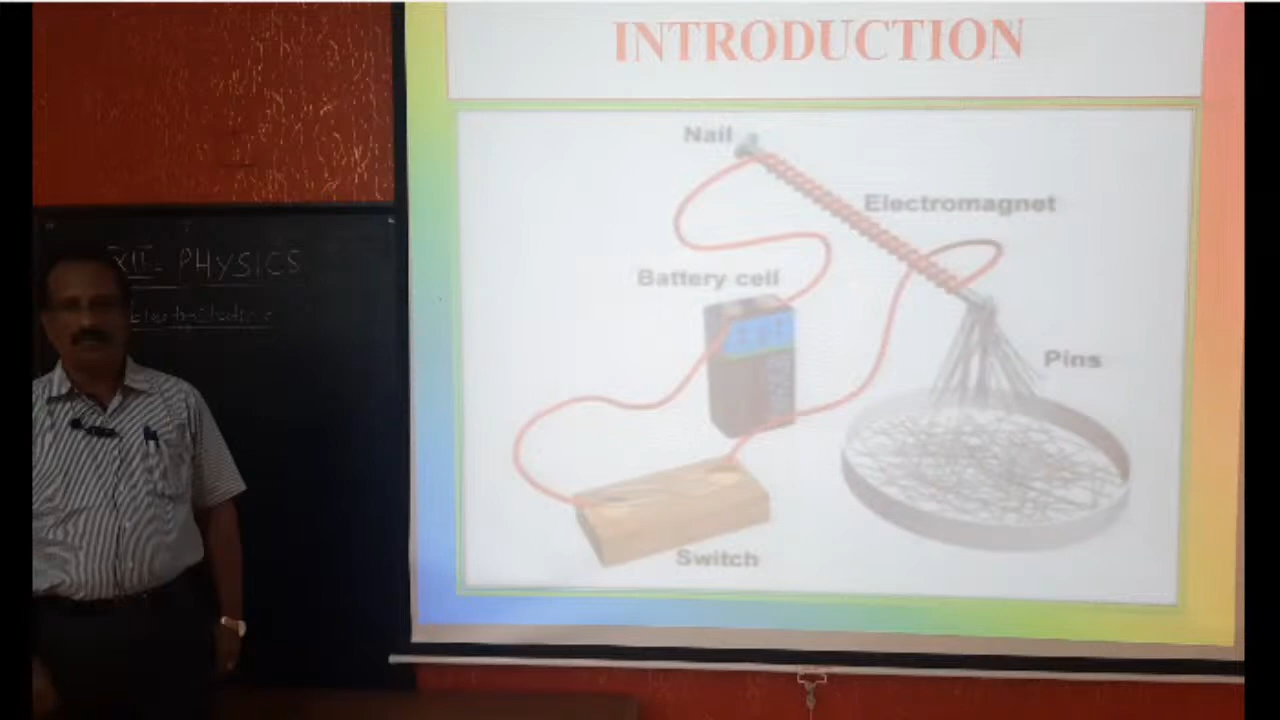 INTRODUCTION
Nail
Electromagnet
Battery cell
Pins
Switch
XII - PHYSICS